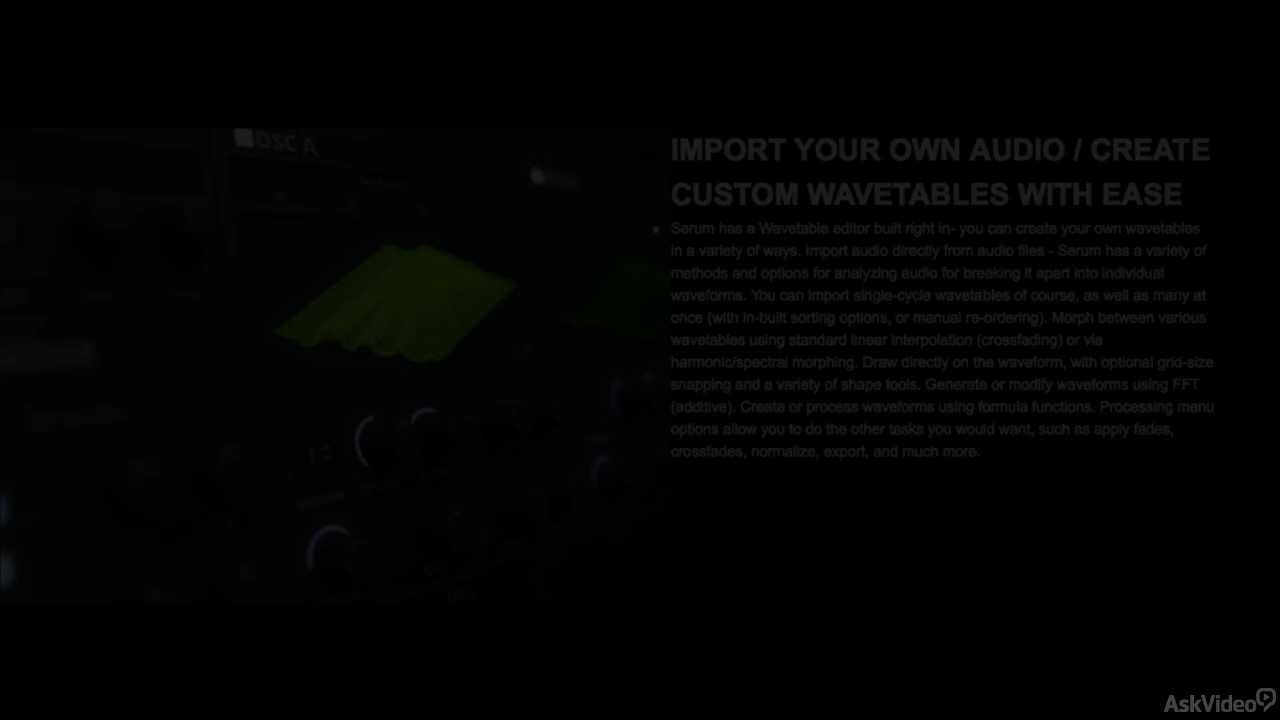 OSC A
IMPORT YOUR OWN AUDIO / CREATE
CUSTOM WAVETABLES WITH EASE
• Serum has a Wavetable editor built right in- you can create your own wavetables
in a variety of ways. Import audio directly from audio files - Serum has a variety of
methods and options for analyzing audio for breaking it apart into individual
waveforms. You can import single-cycle wavetables of course, as well as many at
once (with in-built sorting options, or manual re-ordering). Morph between various
wavetables using standard linear interpolation (crossfading) or via
harmonic/spectral morphing. Draw directly on the waveform, with optional grid-size
snapping and a variety of shape tools. Generate or modify waveforms using FFT
(additive). Create or process waveforms using formula functions. Processing menu
options allow you to do the other tasks you would want, such as apply fades,
crossfades, normalize, export, and much more.
AskVideo